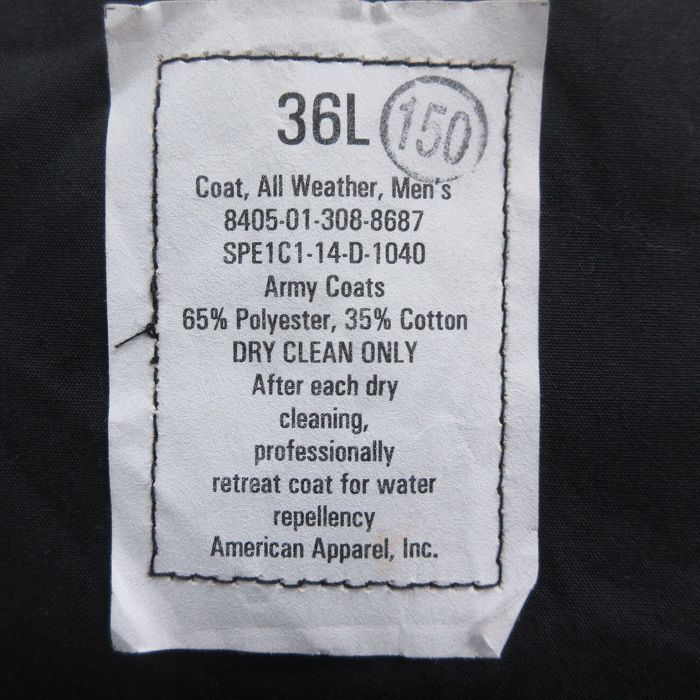 36L
150
Coat, All Weather, Men's
8405-01-308-8687
SPE1C1-14-D-1040
Army Coats
65% Polyester, 35% Cotton
DRY CLEAN ONLY
After each dry
cleaning,
professionally
retreat coat for water
repellency
American Apparel, Inc.